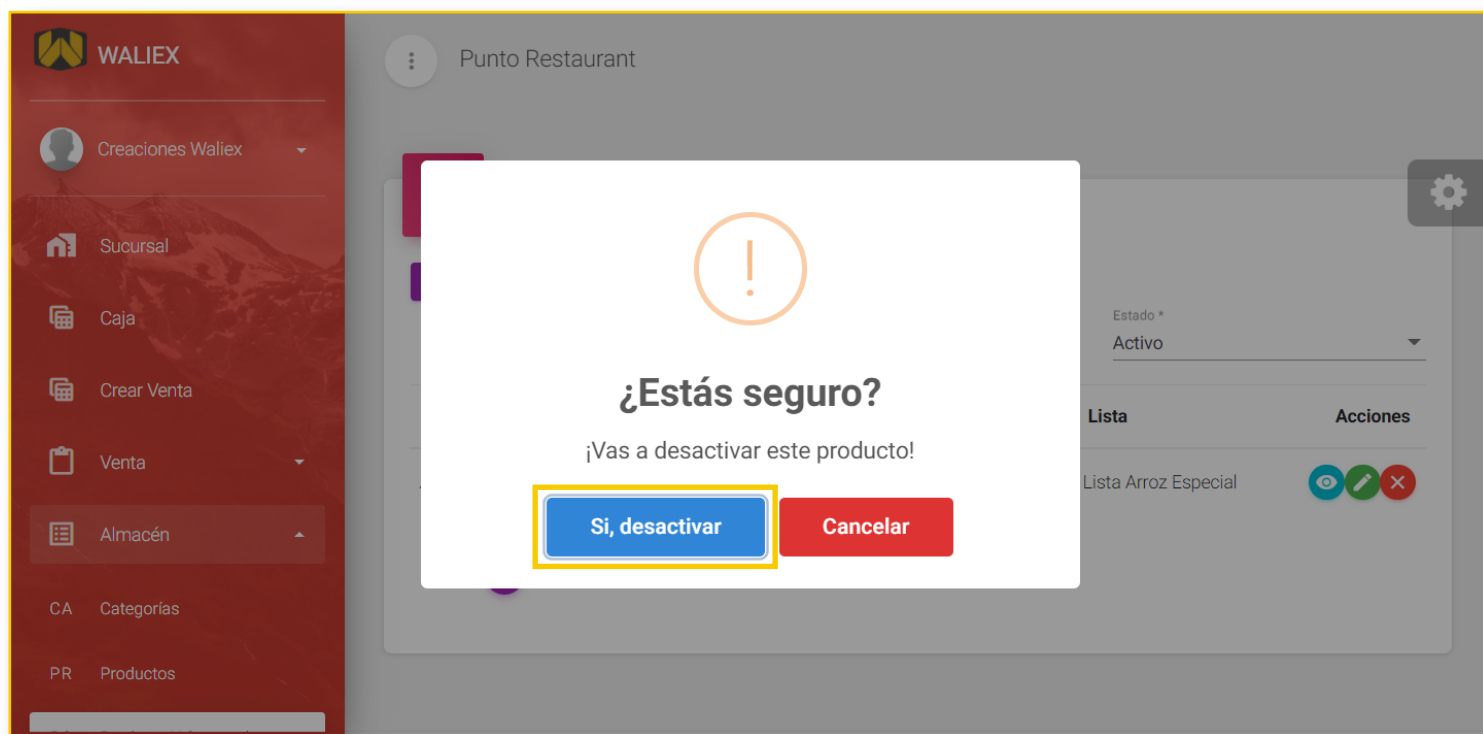 WALIEX
Punto Restaurant
Creaciones Waliex
Sucursal
Caja
Crear Venta
Venta
Almacén
CA Categorías
PR Productos
Estado *
Activo
Lista Acciones
Lista Arroz Especial
¿Estás seguro?
¡Vas a desactivar este producto!
Si, desactivar Cancelar